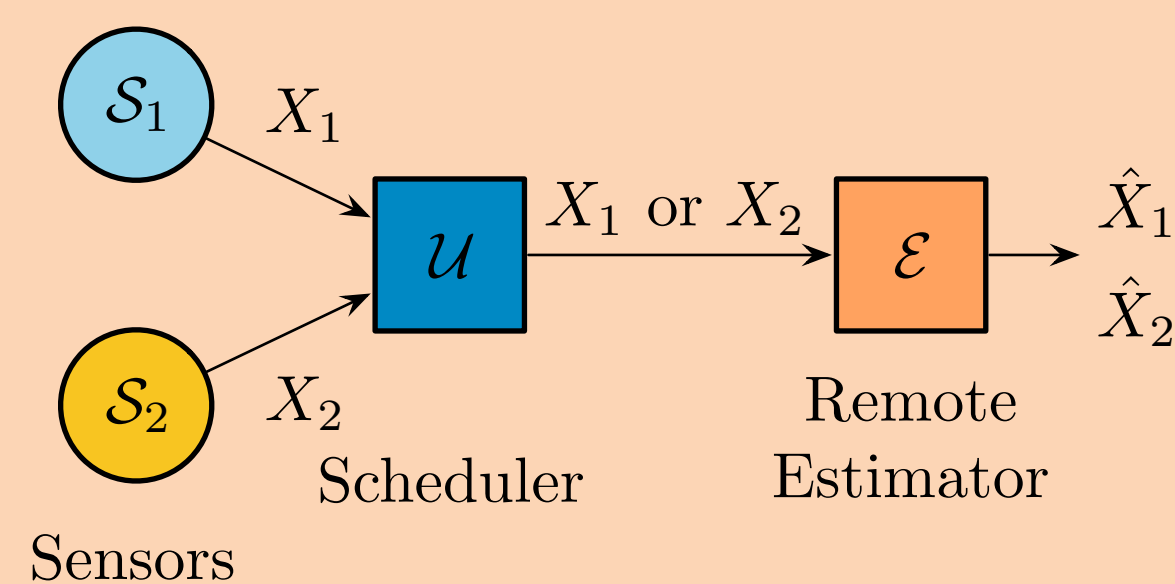 𝒮₁
X₁
X₁ or X₂
X̂₁
𝒰
ℰ
X̂₂
𝒮₂
X₂
Remote
Estimator
Scheduler
Sensors